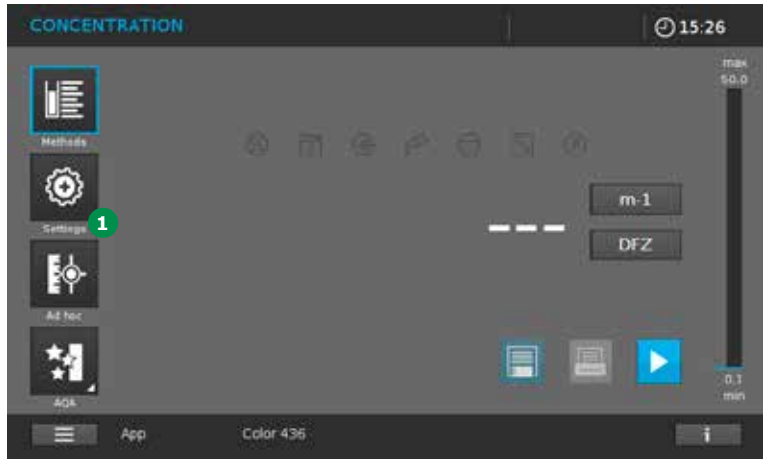 CONCENTRATION
15:26
max
50.0
Methods
Settings
1
m-1
DFZ
Ad hoc
AQA
0.1
min
App
Color 436
i